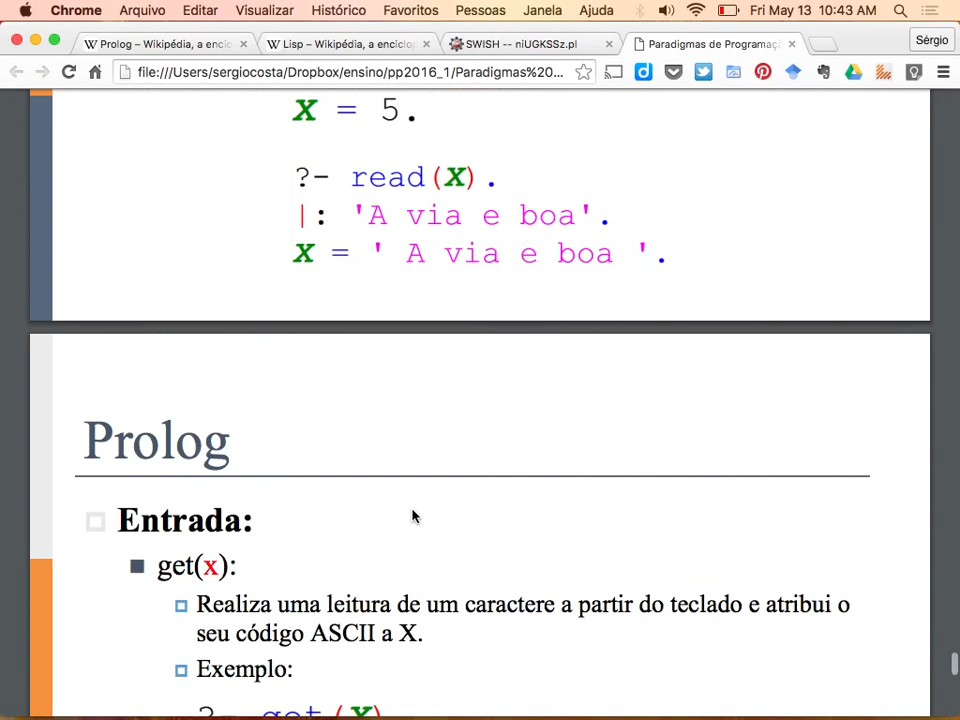 Chrome Arquivo Editar Visualizar Histórico Favoritos Pessoas Janela Ajuda Fri May 13 10:43 AM
Prolog – Wikipédia, a encic Lisp – Wikipédia, a enciclop SWISH -- niUGKSSz.pl Paradigmas de Programaç Sérgio
file:///Users/sergiocosta/Dropbox/ensino/pp2016_1/Paradigmas%20...
X = 5.
?- read(X).
|: 'A via e boa'.
X = ' A via e boa '.
Prolog
Entrada:
get(x):
Realiza uma leitura de um caractere a partir do teclado e atribui o
seu código ASCII a X.
Exemplo:
?- get (X)